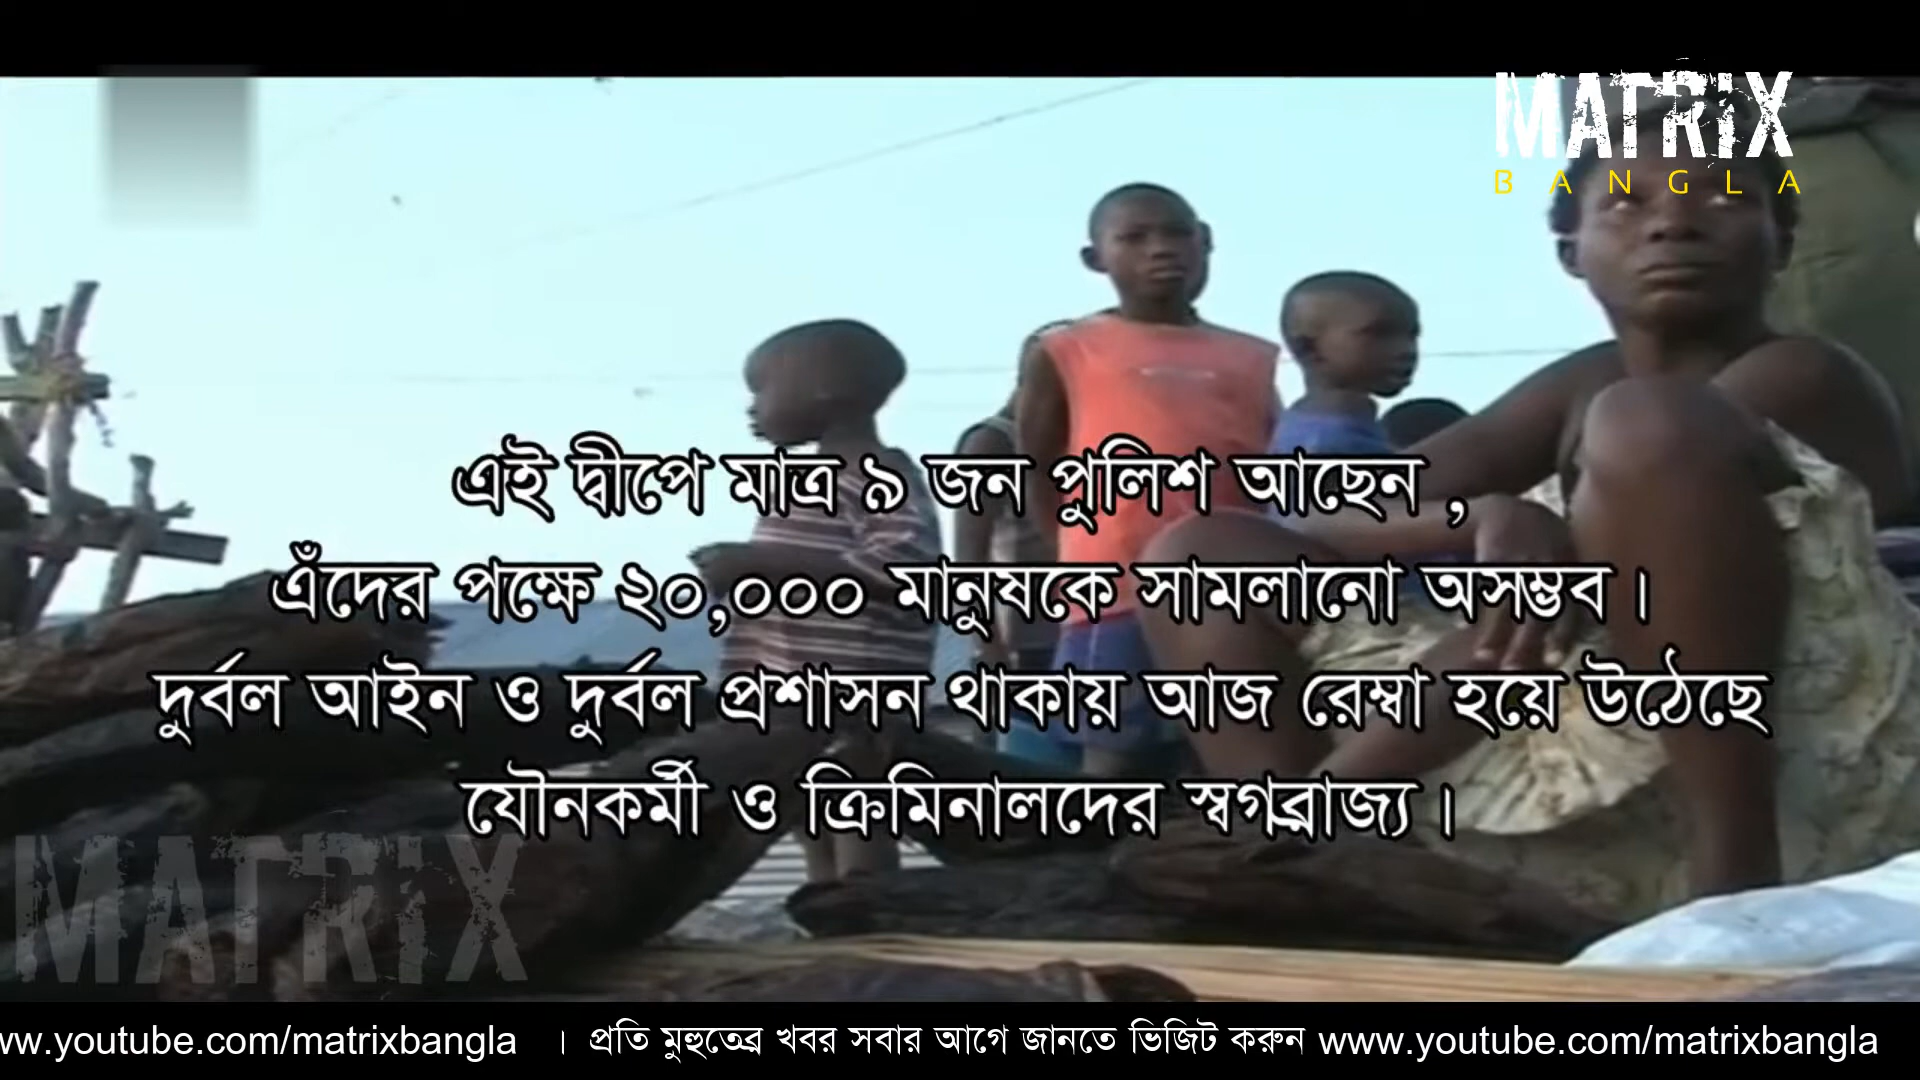 MATRIX
BANGLA
এই দ্বীপে মাত্র ৯ জন পুলিশ আছেন ,
এঁদের পক্ষে ২০,০০০ মানুষকে সামলানো অসম্ভব ।
দুর্বল আইন ও দুর্বল প্রশাসন থাকায় আজ রেম্বা হয়ে উঠেছে
যৌনকর্মী ও ক্রিমিনালদের স্বর্গরাজ্য ।
MATRIX
ww.youtube.com/matrixbangla । প্রতি মুহুর্তের খবর সবার আগে জানতে ভিজিট করুন www.youtube.com/matrixbangla